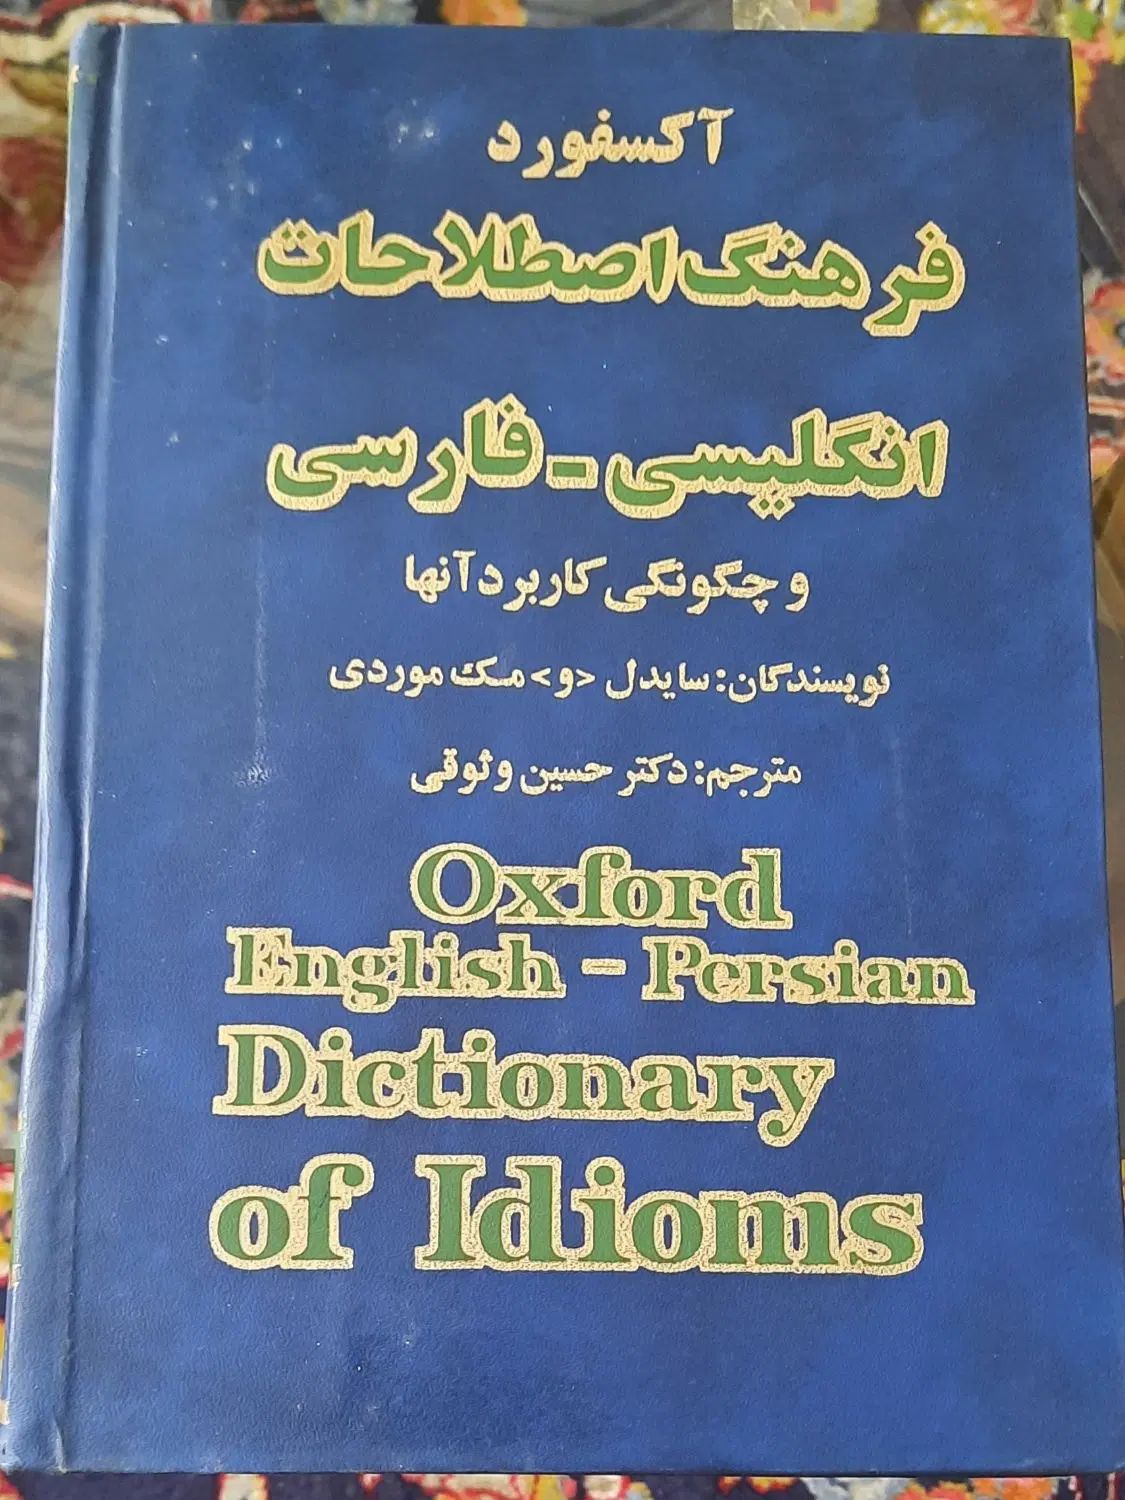 آکسفورد
فرهنگ اصطلاحات
انگلیسی - فارسی
و چگونگی کاربرد آنها
نویسندگان: سایدل <و> مک موردی
مترجم: دکتر حسین وثوقی
Oxford
English - Persian
Dictionary
of Idioms